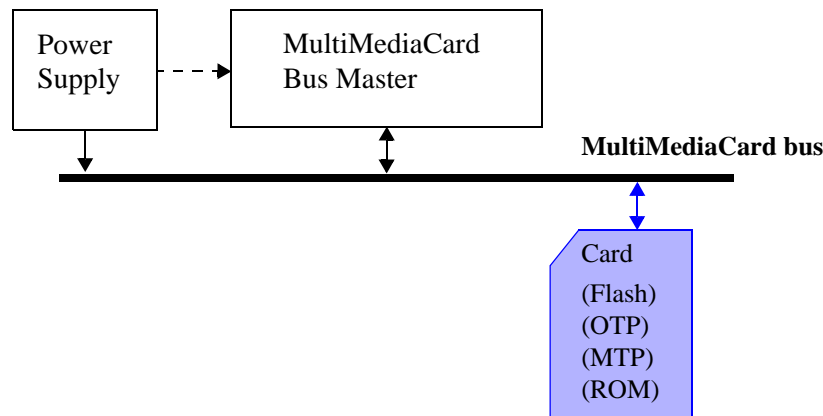 Power
Supply
MultiMediaCard
Bus Master
MultiMediaCard bus
Card
(Flash)
(OTP)
(MTP)
(ROM)